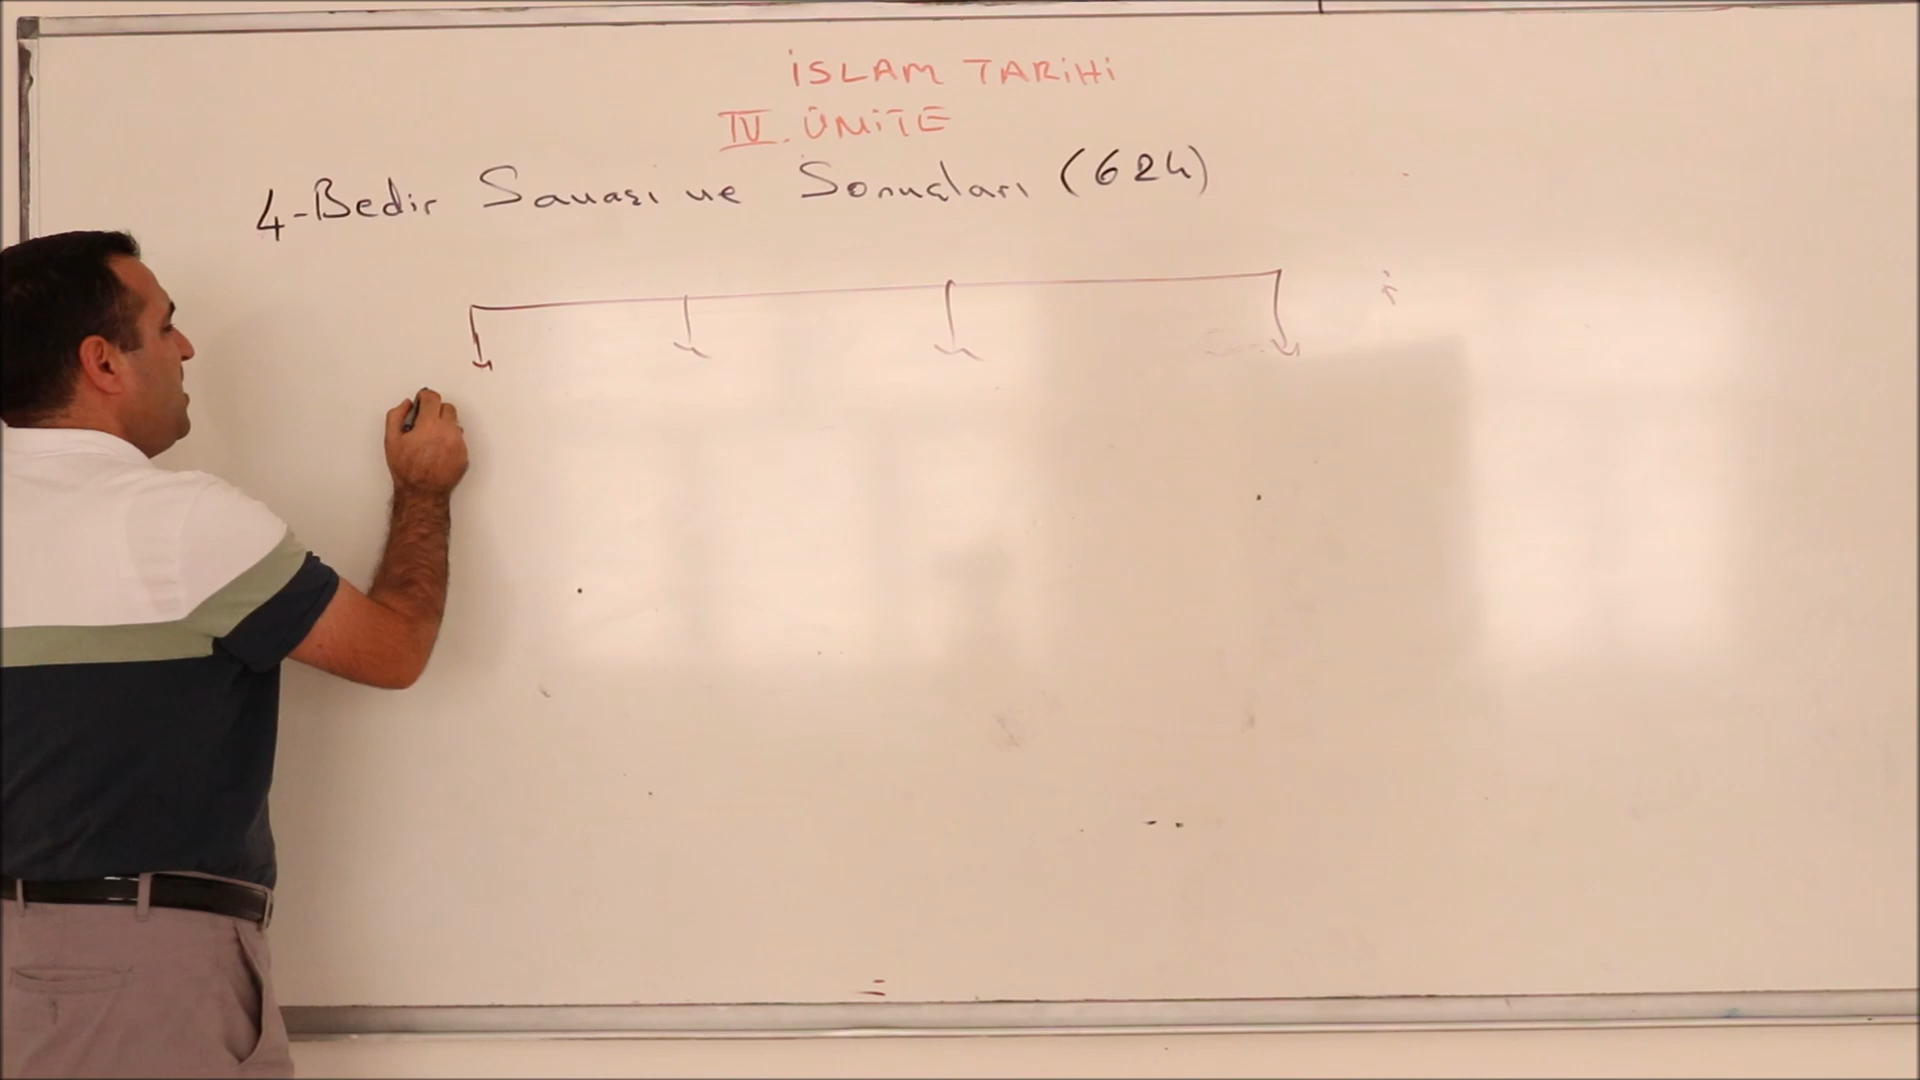 İSLAM TARİHİ
IV. ÜNİTE
4-Bedir Savaşı ve Sonuçları (624)